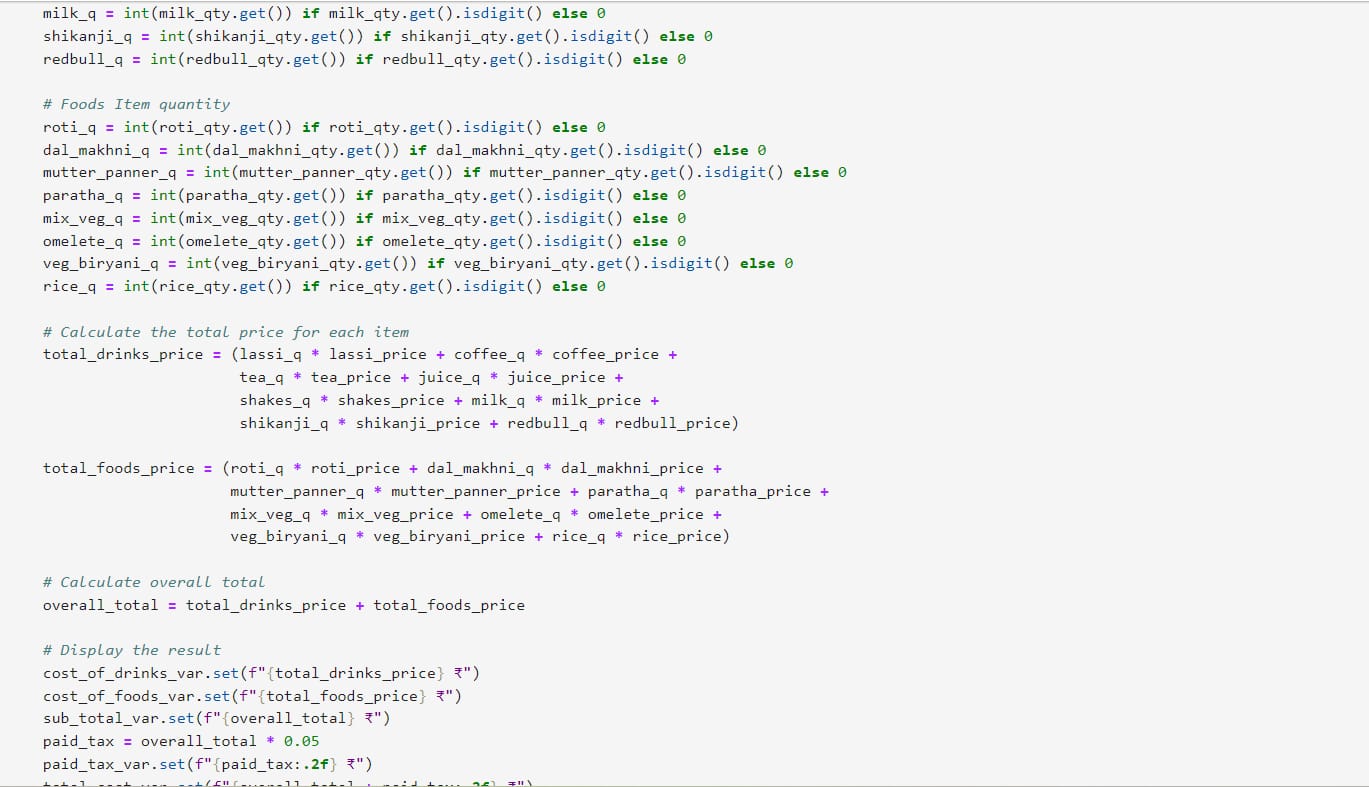 milk_q = int(milk_qty.get()) if milk_qty.get().isdigit() else 0
shikanji_q = int(shikanji_qty.get()) if shikanji_qty.get().isdigit() else 0
redbull_q = int(redbull_qty.get()) if redbull_qty.get().isdigit() else 0
# Foods Item quantity
roti_q = int(roti_qty.get()) if roti_qty.get().isdigit() else 0
dal_makhni_q = int(dal_makhni_qty.get()) if dal_makhni_qty.get().isdigit() else 0
mutter_panner_q = int(mutter_panner_qty.get()) if mutter_panner_qty.get().isdigit() else 0
paratha_q = int(paratha_qty.get()) if paratha_qty.get().isdigit() else 0
mix_veg_q = int(mix_veg_qty.get()) if mix_veg_qty.get().isdigit() else 0
omelete_q = int(omelete_qty.get()) if omelete_qty.get().isdigit() else 0
veg_biryani_q = int(veg_biryani_qty.get()) if veg_biryani_qty.get().isdigit() else 0
rice_q = int(rice_qty.get()) if rice_qty.get().isdigit() else 0
# Calculate the total price for each item
total_drinks_price = (lassi_q * lassi_price + coffee_q * coffee_price +
tea_q * tea_price + juice_q * juice_price +
shakes_q * shakes_price + milk_q * milk_price +
shikanji_q * shikanji_price + redbull_q * redbull_price)
total_foods_price = (roti_q * roti_price + dal_makhni_q * dal_makhni_price +
mutter_panner_q * mutter_panner_price + paratha_q * paratha_price +
mix_veg_q * mix_veg_price + omelete_q * omelete_price +
veg_biryani_q * veg_biryani_price + rice_q * rice_price)
# Calculate overall total
overall_total = total_drinks_price + total_foods_price
# Display the result
cost_of_drinks_var.set(f"{total_drinks_price} ₹")
cost_of_foods_var.set(f"{total_foods_price} ₹")
sub_total_var.set(f"{overall_total} ₹")
paid_tax = overall_total * 0.05
paid_tax_var.set(f"{paid_tax:.2f} ₹")